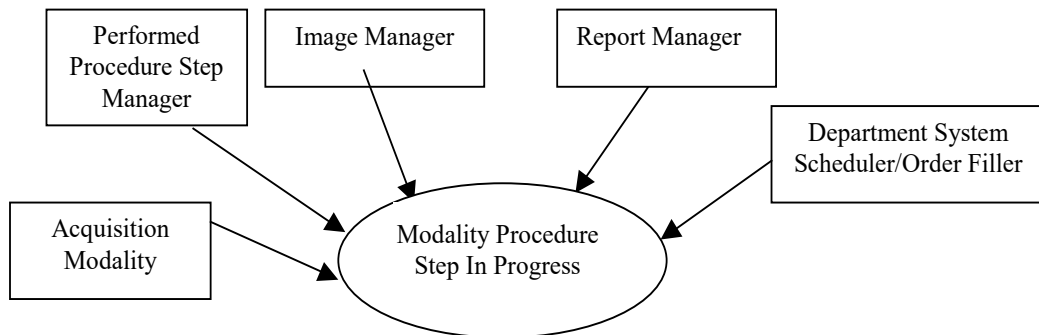 Performed
Procedure Step
Manager
Image Manager
Report Manager
Department System
Scheduler/Order Filler
Acquisition
Modality
Modality Procedure
Step In Progress